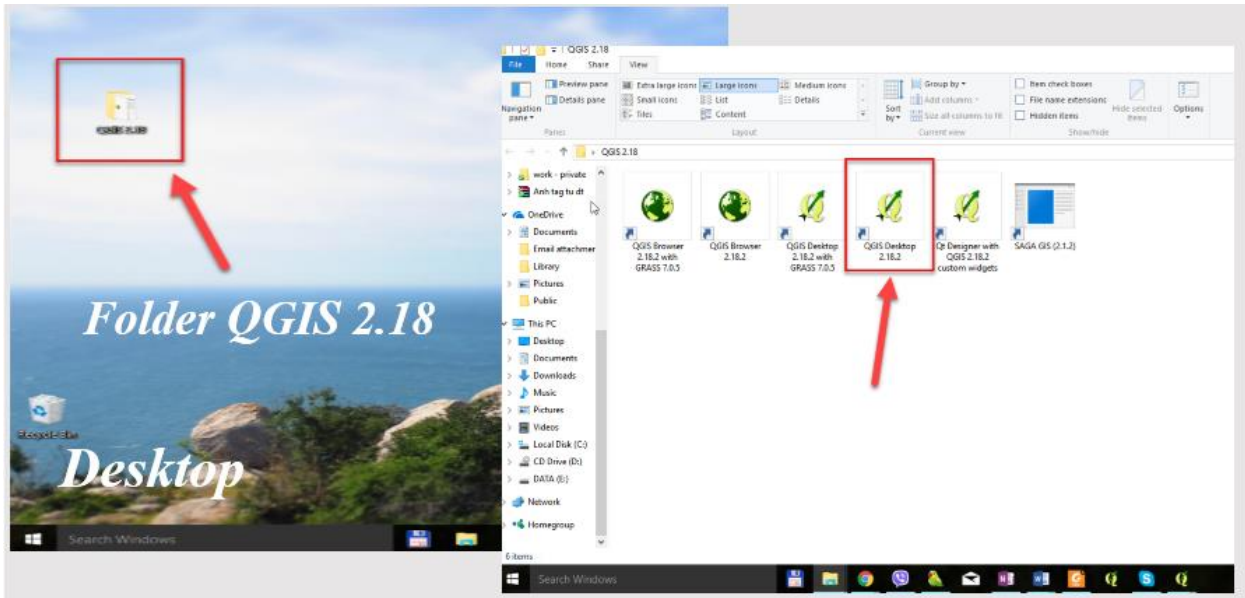 QGIS 2.18
Folder QGIS 2.18
Recycle Bin
Desktop
Search Windows
QGIS 2.18
File Home Share View
Navigation pane
Preview pane
Details pane
Panes
Extra large icons Large icons Medium icons
Small icons List Details
Tiles Content
Layout
Sort by
Group by
Add columns
Size all columns to fit
Current view
Item check boxes
File name extensions
Hidden items
Hide selected items
Show/hide
Options
QGIS 2.18
work - private
Anh tag tu dt
OneDrive
Documents
Email attachmer
Library
Pictures
Public
This PC
Desktop
Documents
Downloads
Music
Pictures
Videos
Local Disk (C:)
CD Drive (D:)
DATA (E:)
Network
Homegroup
QGIS Browser
2.18.2 with
GRASS 7.0.5
QGIS Browser
2.18.2
QGIS Desktop
2.18.2 with
GRASS 7.0.5
QGIS Desktop
2.18.2
Qt Designer with
QGIS 2.18.2
custom widgets
SAGA GIS (2.1.2)
6 items
Search Windows